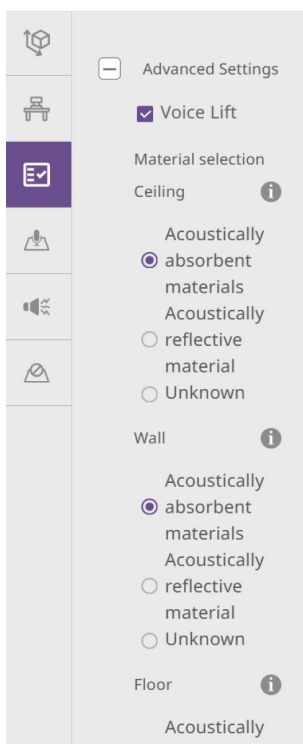 Advanced Settings
Voice Lift
Material selection
Ceiling
Acoustically
absorbent
materials
Acoustically
reflective
material
Unknown
Wall
Acoustically
absorbent
materials
Acoustically
reflective
material
Unknown
Floor
Acoustically